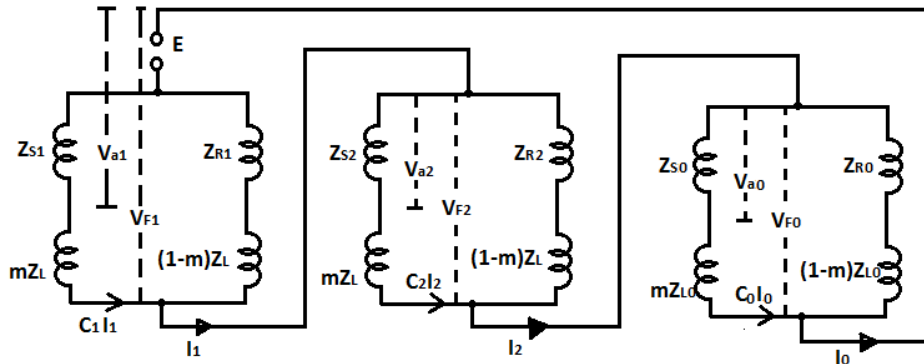 E
ZS1
Va1
ZR1
VF1
mZL
(1-m)ZL
C1 I1
I1
ZS2
Va2
ZR2
VF2
mZL
(1-m)ZL
C2I2
I2
ZS0
Va0
ZR0
VF0
mZL0
(1-m)ZL0
C0I0
I0